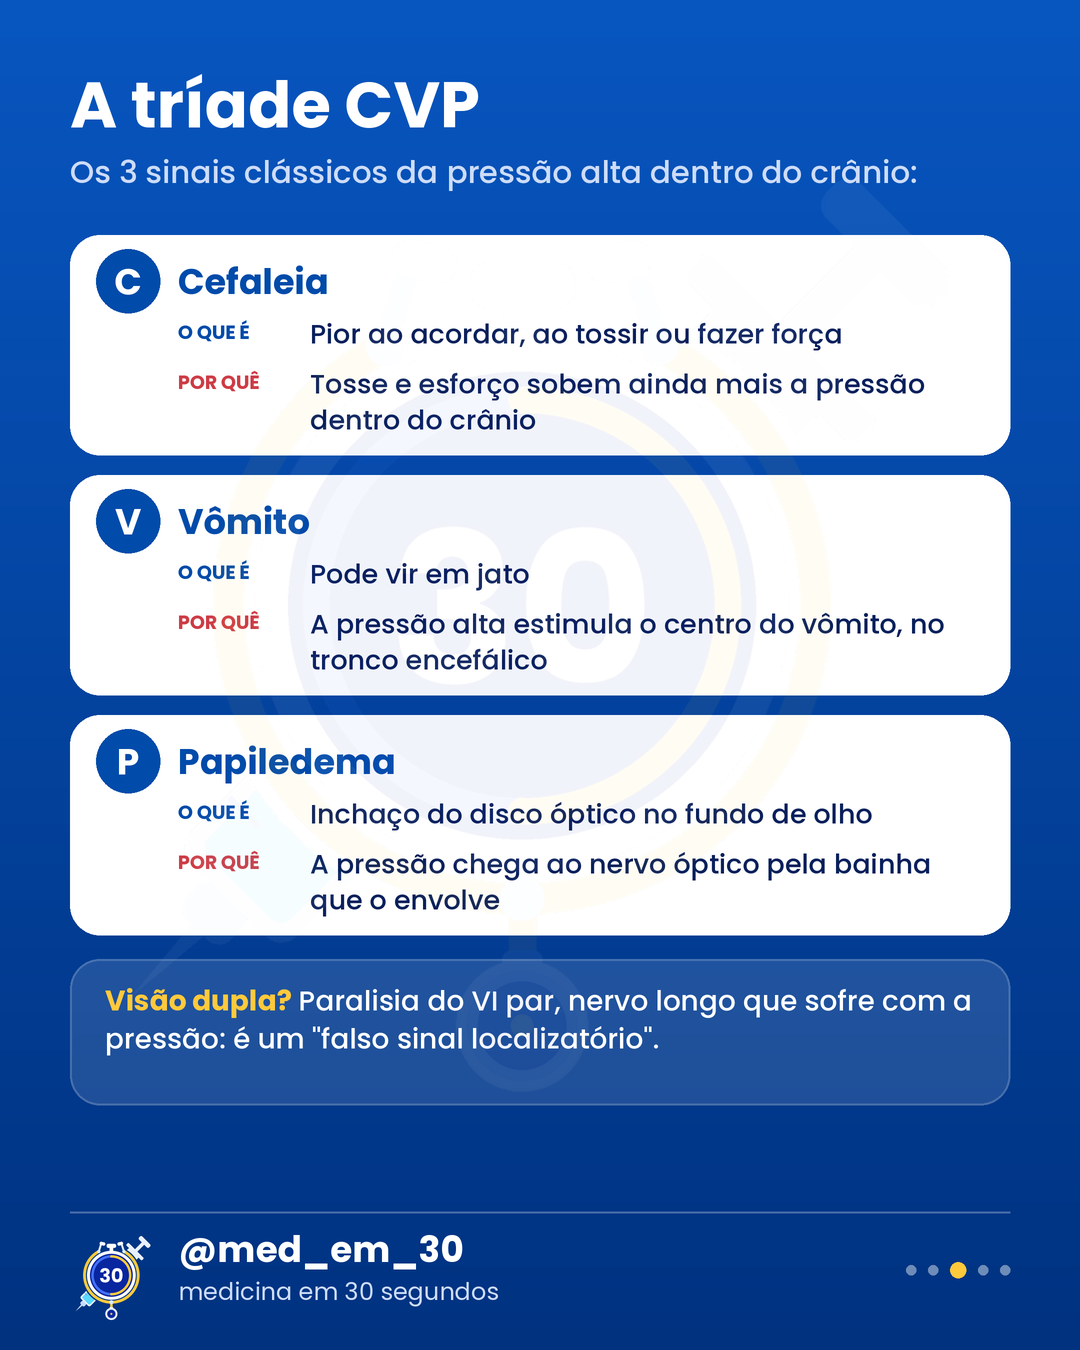 A tríade CVP
Os 3 sinais clássicos da pressão alta dentro do crânio:
C Cefaleia
O QUE É Pior ao acordar, ao tossir ou fazer força
POR QUÊ Tosse e esforço sobem ainda mais a pressão
dentro do crânio
V Vômito
O QUE É Pode vir em jato
POR QUÊ A pressão alta estimula o centro do vômito, no
tronco encefálico
30
P Papiledema
O QUE É Inchaço do disco óptico no fundo de olho
POR QUÊ A pressão chega ao nervo óptico pela bainha
que o envolve
Visão dupla? Paralisia do VI par, nervo longo que sofre com a
pressão: é um "falso sinal localizatório".
30
@med_em_30
medicina em 30 segundos